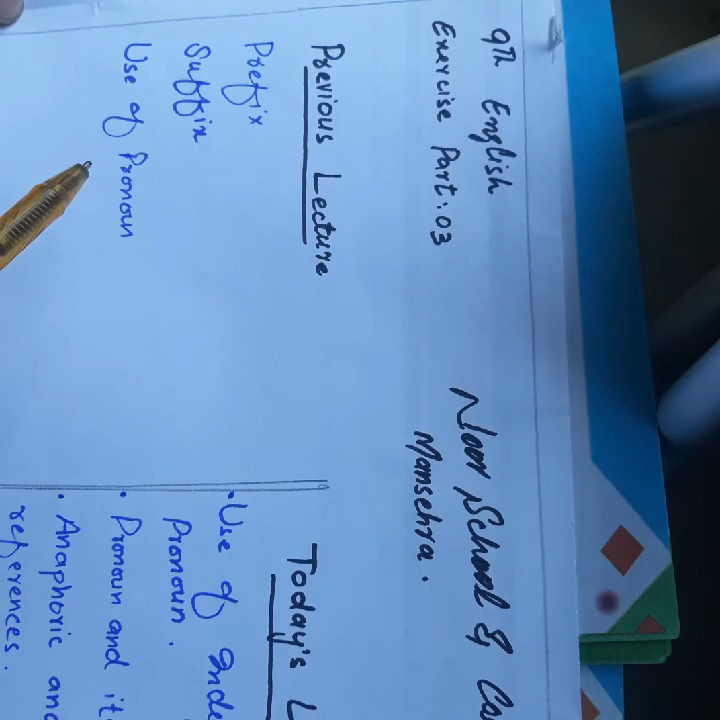 9th English
Exercise Part:03
Noor School &
Mansehra.
Previous Lecture
Prefix
Suffix
Use of Pronoun
Today's
• Use of
Pronoun.
• Pronoun and
• Anaphoric and
references.